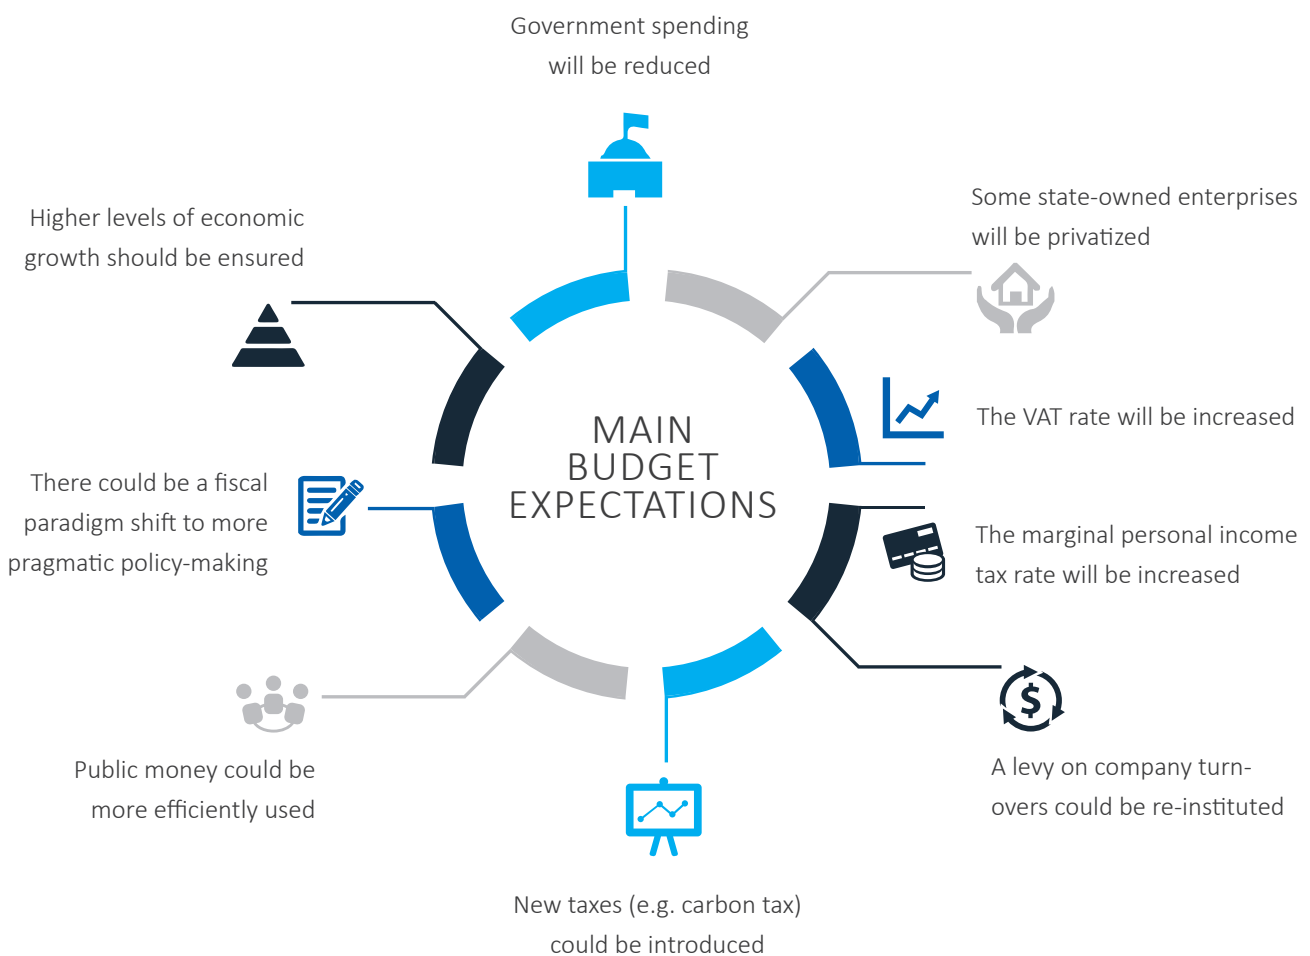 Government spending
will be reduced
Some state-owned enterprises
will be privatized
Higher levels of economic
growth should be ensured
The VAT rate will be increased
MAIN
BUDGET
EXPECTATIONS
There could be a fiscal
paradigm shift to more
pragmatic policy-making
The marginal personal income
tax rate will be increased
$
Public money could be
more efficiently used
A levy on company turn-
overs could be re-instituted
New taxes (e.g. carbon tax)
could be introduced